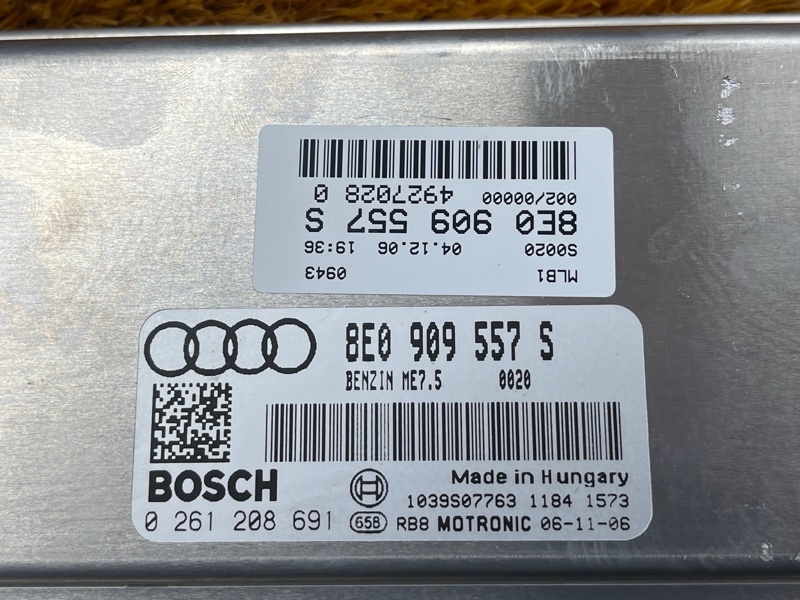 MLB1 0943
S0020 04.12.06 19:36
8E0 909 557 S
002/00000 4927028 0
8E0 909 557 S
BENZIN ME7.5 0020
BOSCH
Made in Hungary
1039S07763 1184 1573
0 261 208 691 658 RB8 MOTRONIC 06-11-06